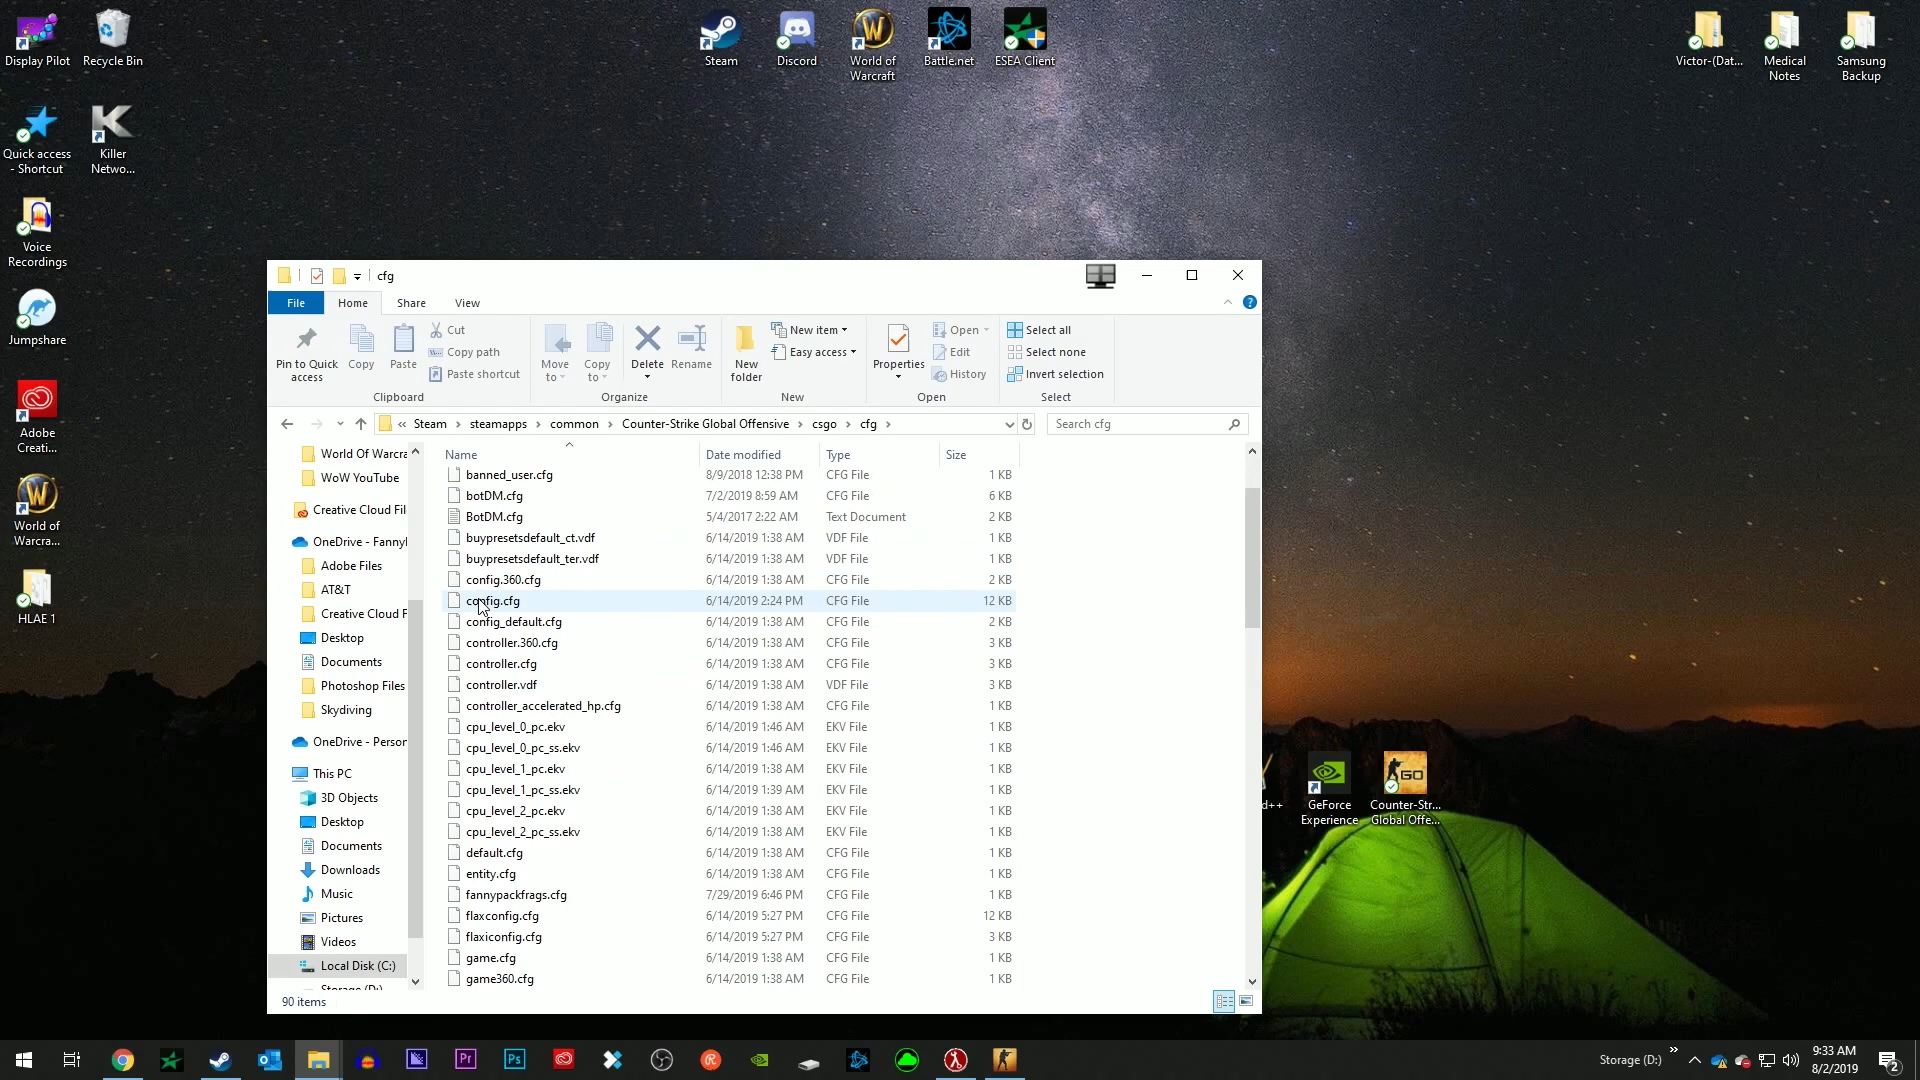 Display Pilot
Recycle Bin
Steam
Discord
World of
Warcraft
Battle.net
ESEA Client
Victor-(Dat...
Medical
Notes
Samsung
Backup
Quick access
- Shortcut
Killer
Netwo...
Voice
Recordings
Jumpshare
Adobe
Creati...
World of
Warcra...
HLAE 1
cfg
File
Home
Share
View
Pin to Quick
access
Copy
Paste
Cut
Copy path
Paste shortcut
Clipboard
Move
to
Copy
to
Delete
Rename
Organize
New
folder
New item
Easy access
New
Properties
Open
Edit
History
Open
Select all
Select none
Invert selection
Select
« Steam > steamapps > common > Counter-Strike Global Offensive > csgo > cfg >
Search cfg
World Of Warcra
WoW YouTube
Creative Cloud Fil
OneDrive - Fannyl
Adobe Files
AT&T
Creative Cloud F
Desktop
Documents
Photoshop Files
Skydiving
OneDrive - Person
This PC
3D Objects
Desktop
Documents
Downloads
Music
Pictures
Videos
Local Disk (C:)
Storage (D:)
Name Date modified Type Size
banned_user.cfg 8/9/2018 12:38 PM CFG File 1 KB
botDM.cfg 7/2/2019 8:59 AM CFG File 6 KB
BotDM.cfg 5/4/2017 2:22 AM Text Document 2 KB
buypresetsdefault_ct.vdf 6/14/2019 1:38 AM VDF File 1 KB
buypresetsdefault_ter.vdf 6/14/2019 1:38 AM VDF File 1 KB
config.360.cfg 6/14/2019 1:38 AM CFG File 2 KB
config.cfg 6/14/2019 2:24 PM CFG File 12 KB
config_default.cfg 6/14/2019 1:38 AM CFG File 2 KB
controller.360.cfg 6/14/2019 1:38 AM CFG File 3 KB
controller.cfg 6/14/2019 1:38 AM CFG File 3 KB
controller.vdf 6/14/2019 1:38 AM VDF File 3 KB
controller_accelerated_hp.cfg 6/14/2019 1:38 AM CFG File 1 KB
cpu_level_0_pc.ekv 6/14/2019 1:46 AM EKV File 1 KB
cpu_level_0_pc_ss.ekv 6/14/2019 1:46 AM EKV File 1 KB
cpu_level_1_pc.ekv 6/14/2019 1:38 AM EKV File 1 KB
cpu_level_1_pc_ss.ekv 6/14/2019 1:39 AM EKV File 1 KB
cpu_level_2_pc.ekv 6/14/2019 1:38 AM EKV File 1 KB
cpu_level_2_pc_ss.ekv 6/14/2019 1:38 AM EKV File 1 KB
default.cfg 6/14/2019 1:38 AM CFG File 1 KB
entity.cfg 6/14/2019 1:38 AM CFG File 1 KB
fannypackfrags.cfg 7/29/2019 6:46 PM CFG File 1 KB
flaxconfig.cfg 6/14/2019 5:27 PM CFG File 12 KB
flaxiconfig.cfg 6/14/2019 5:27 PM CFG File 3 KB
game.cfg 6/14/2019 1:38 AM CFG File 1 KB
game360.cfg 6/14/2019 1:38 AM CFG File 1 KB
90 items
d++
GeForce
Experience
GO
Counter-Str...
Global Offe...
Pr
Ps
Storage (D:)
9:33 AM
8/2/2019
2